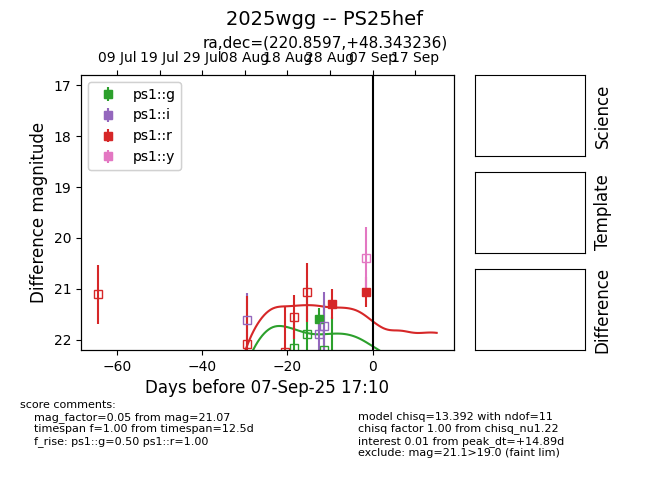 2025wgg -- PS25hef
ra,dec=(220.8597,+48.343236)
09 Jul 19 Jul 29 Jul 08 Aug 18 Aug 28 Aug 07 Sep 17 Sep
ps1::g
ps1::i
ps1::r
ps1::y
17
18
19
20
21
22
Difference magnitude
−60 −40 −20 0
Days before 07-Sep-25 17:10
Science
Template
Difference
score comments:
mag_factor=0.05 from mag=21.07
timespan f=1.00 from timespan=12.5d
f_rise: ps1::g=0.50 ps1::r=1.00
model chisq=13.392 with ndof=11
chisq factor 1.00 from chisq_nu1.22
interest 0.01 from peak_dt=+14.89d
exclude: mag=21.1>19.0 (faint lim)